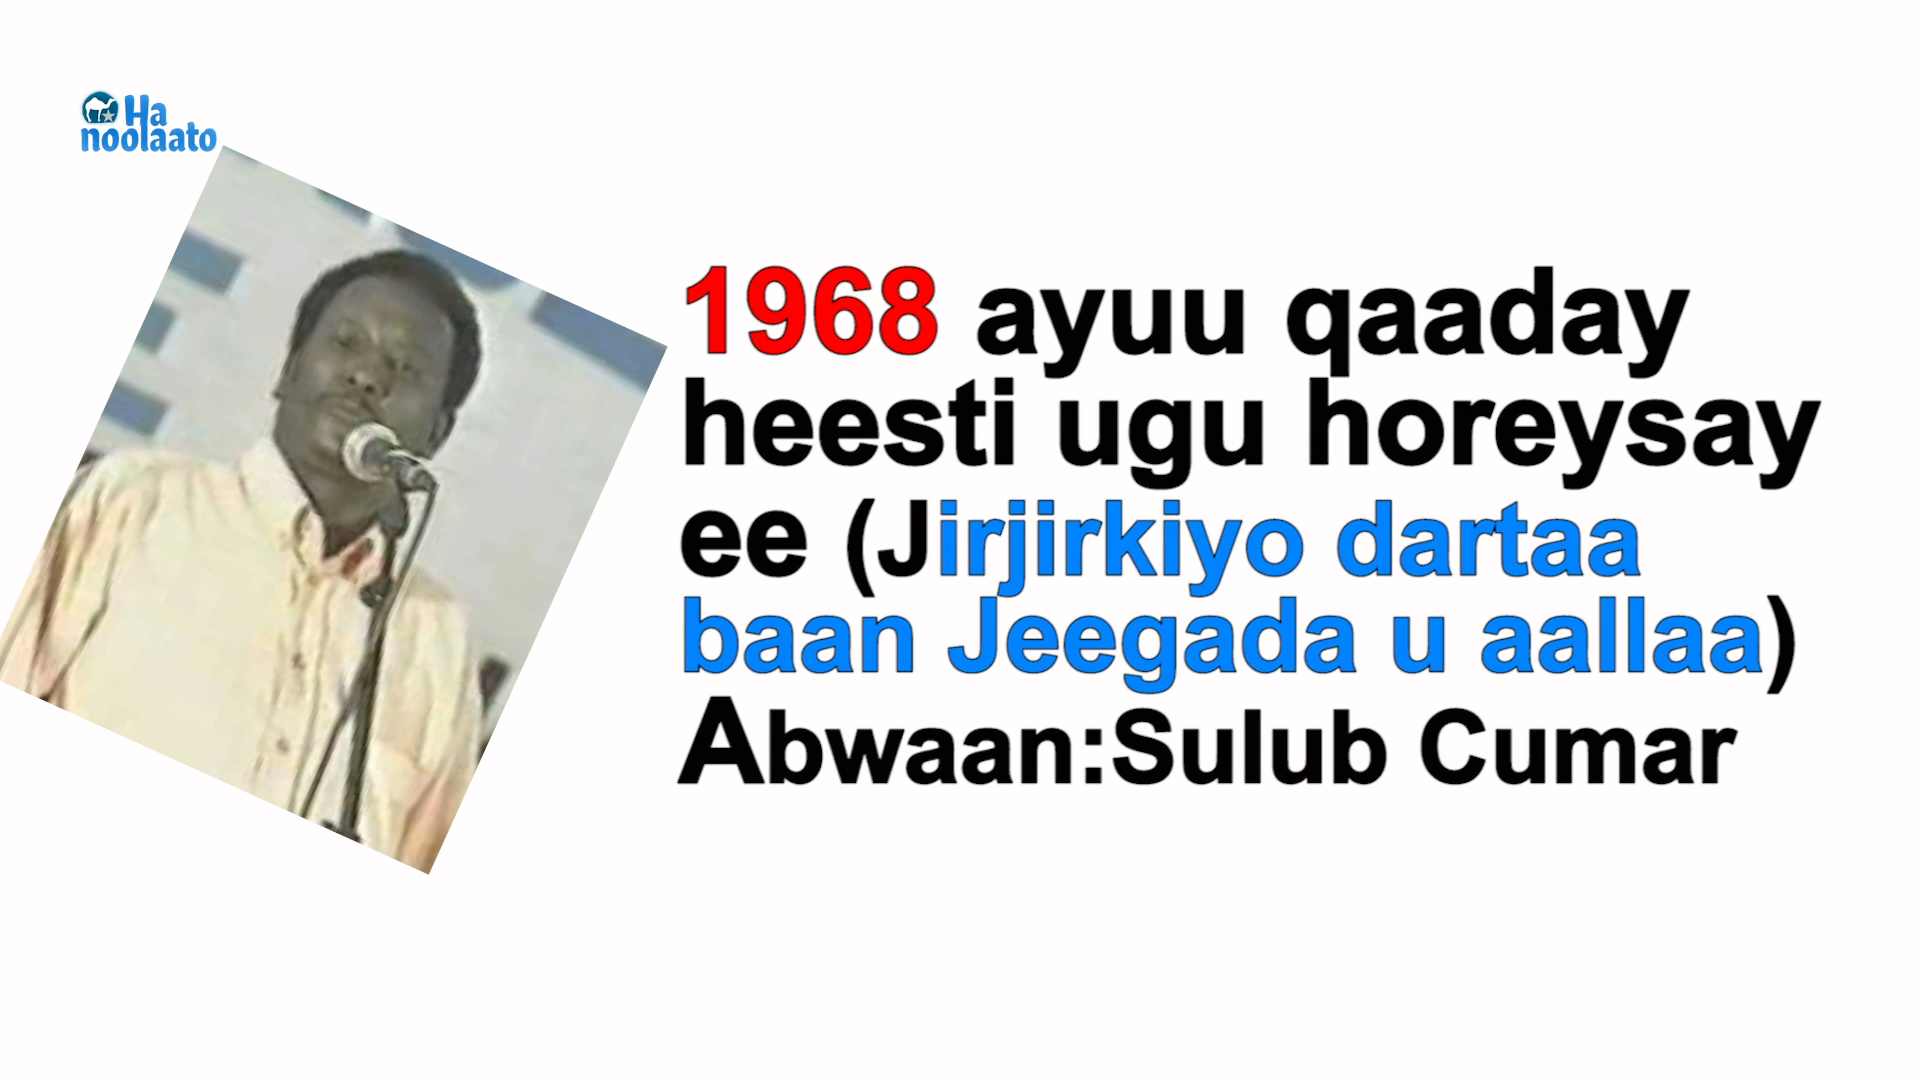 Ha
noolaato
1968 ayuu qaaday
heesti ugu horeysay
ee (Jirjirkiyo dartaa
baan Jeegada u aallaa)
Abwaan:Sulub Cumar